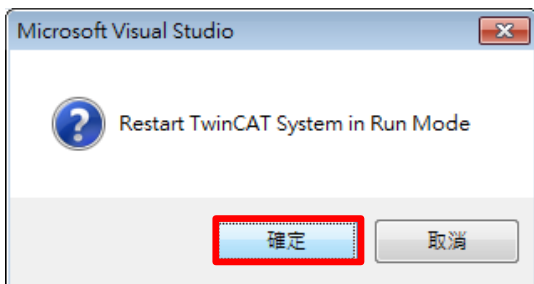 Microsoft Visual Studio
Restart TwinCAT System in Run Mode
確定
取消